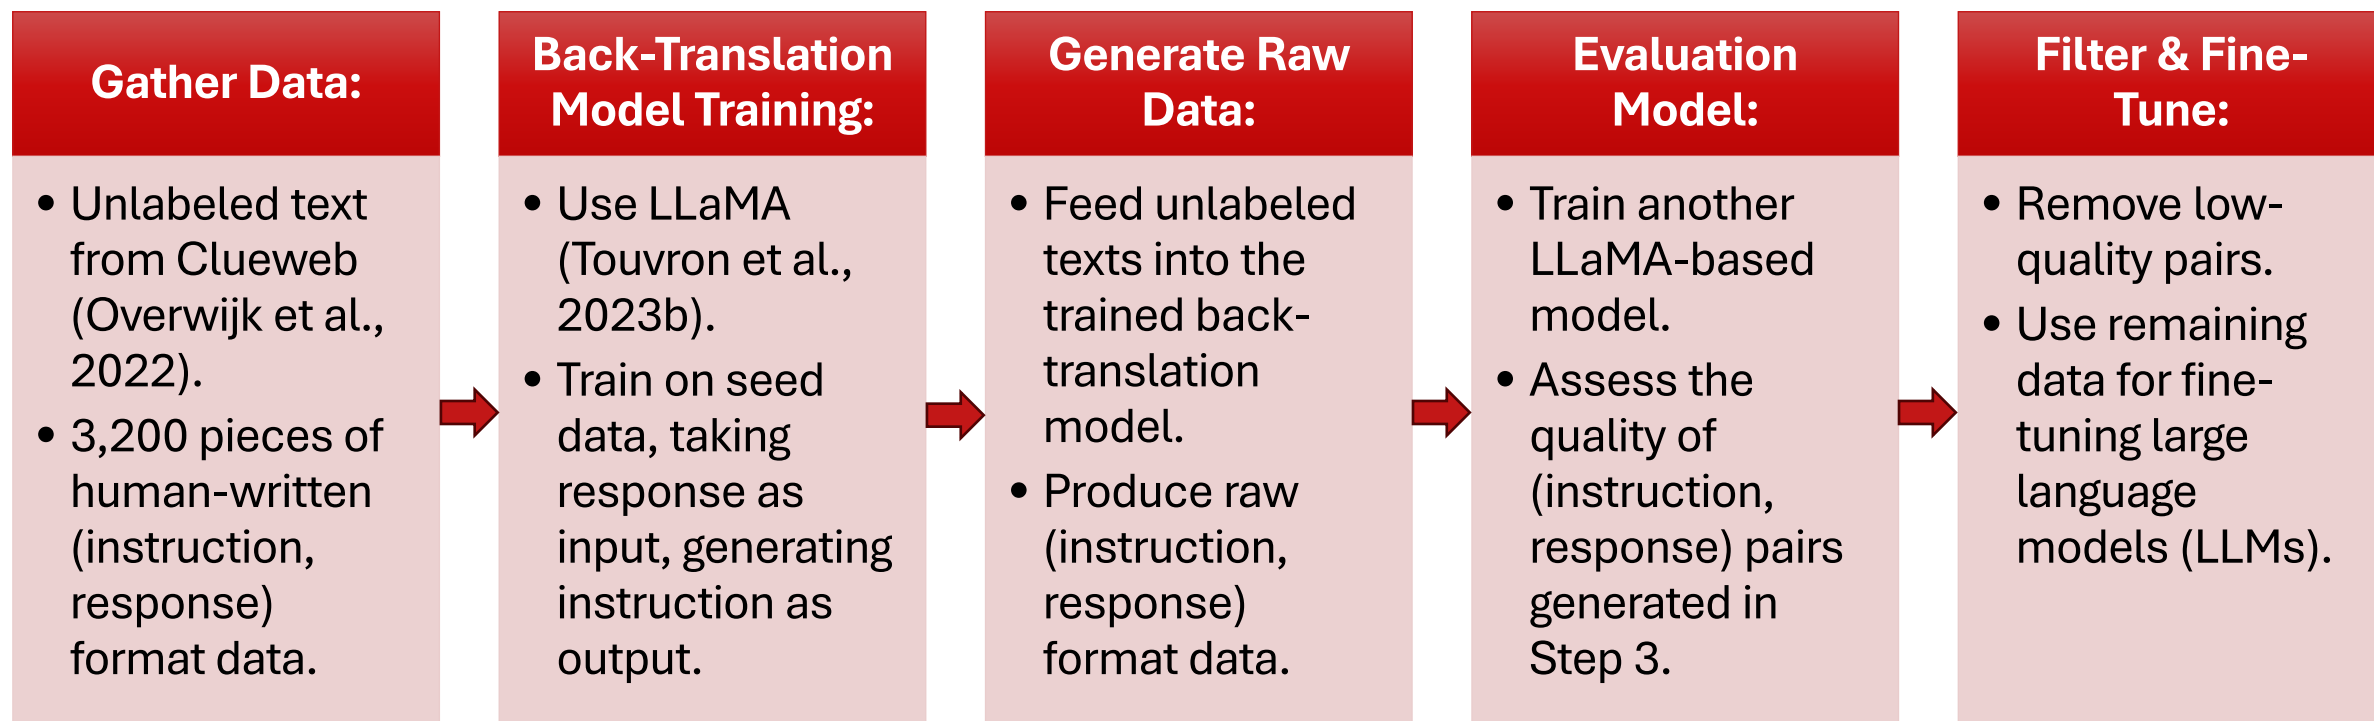 Gather Data:
• Unlabeled text
from Clueweb
(Overwijk et al.,
2022).
• 3,200 pieces of
human-written
(instruction,
response)
format data.
Back-Translation
Model Training:
• Use LLaMA
(Touvron et al.,
2023b).
• Train on seed
data, taking
response as
input, generating
instruction as
output.
Generate Raw
Data:
• Feed unlabeled
texts into the
trained back-
translation
model.
• Produce raw
(instruction,
response)
format data.
Evaluation
Model:
• Train another
LLaMA-based
model.
• Assess the
quality of
(instruction,
response) pairs
generated in
Step 3.
Filter & Fine-
Tune:
• Remove low-
quality pairs.
• Use remaining
data for fine-
tuning large
language
models (LLMs).